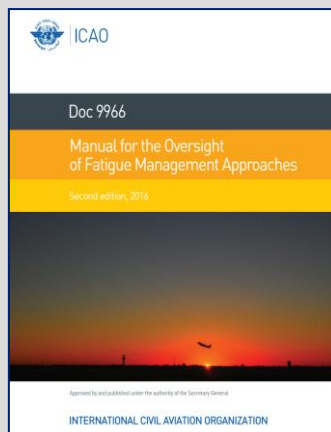 ICAO
Doc 9966
Manual for the Oversight
of Fatigue Management Approaches
Second edition, 2016
Approved by and published under the authority of the Secretary General
INTERNATIONAL CIVIL AVIATION ORGANIZATION